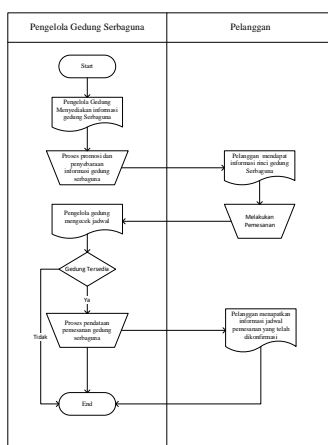 Pengelola Gedung Serbaguna
Pelanggan
Start
Pengelola Gedung
Menyediakan informasi
gedung Serbaguna
Proses promosi dan
penyebaran
informasi gedung
serbaguna
Pelanggan mendapat
informasi rinci gedung
Serbaguna
Pengelola gedung
mengecek jadwal
Melakukan
Pemesanan
Gedung Tersedia
Ya
Tidak
Proses pendataan
pemesanan gedung
serbaguna
Pelanggan menapatkan
informasi jadwal
pemesanan yang telah
dikonfirmasi
End